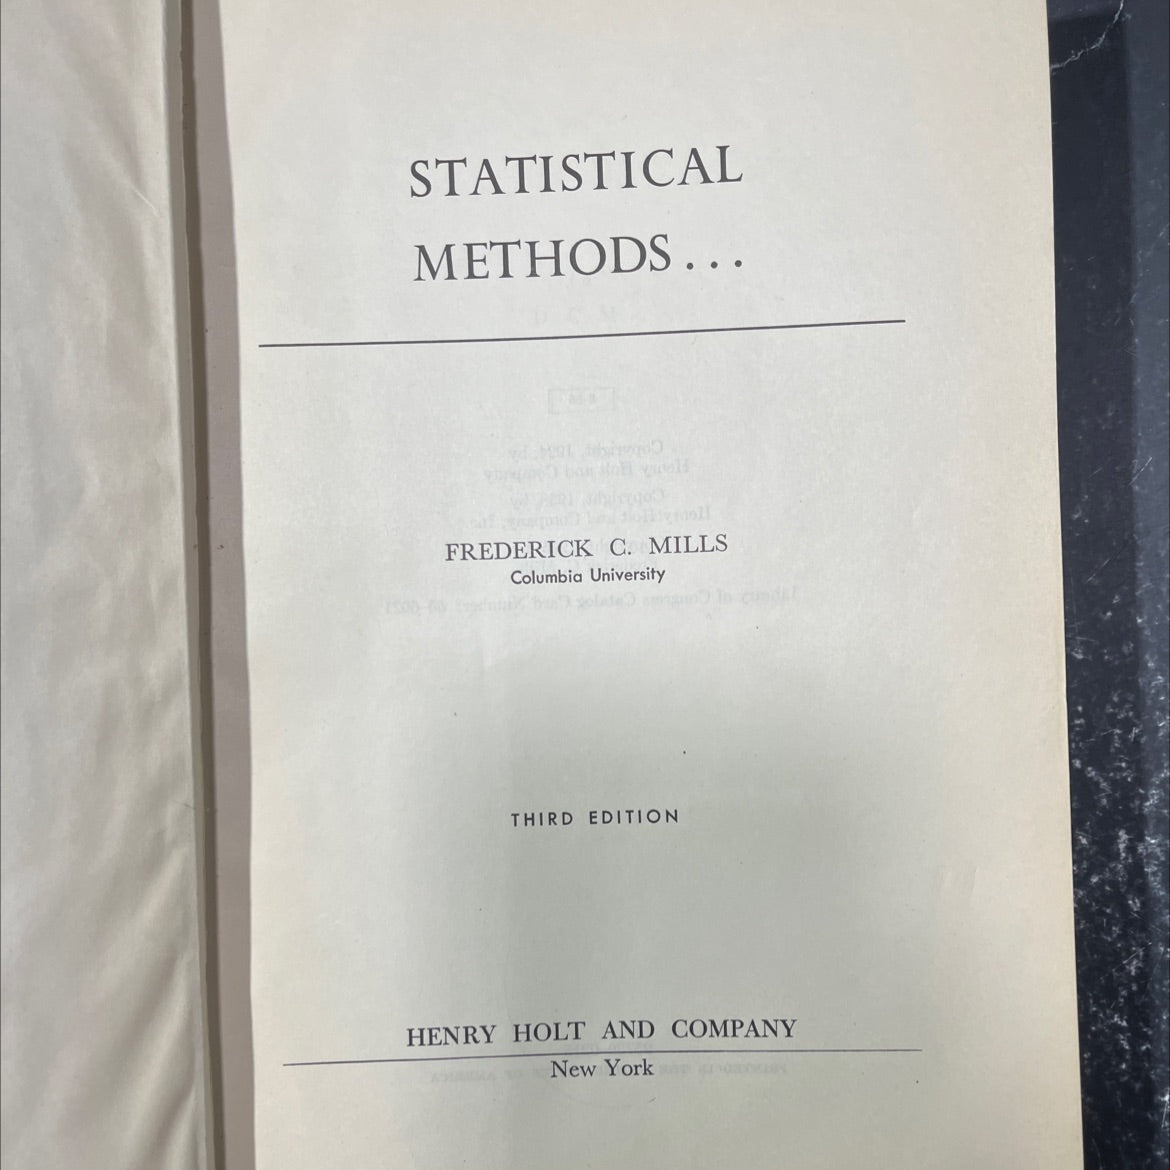 STATISTICAL
METHODS...
FREDERICK C. MILLS
Columbia University
THIRD EDITION
HENRY HOLT AND COMPANY
New York